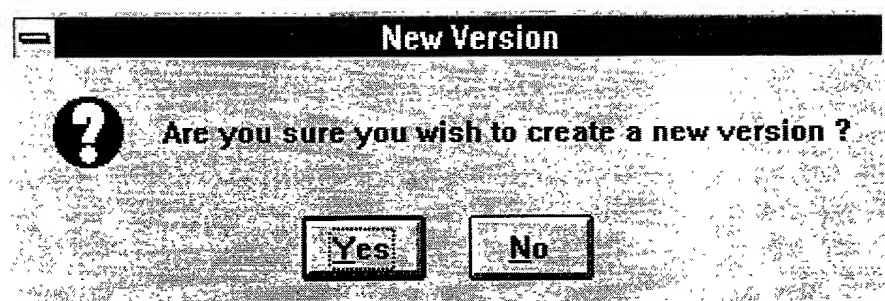 New Version
Are you sure you wish to create a new version ?
Yes
No